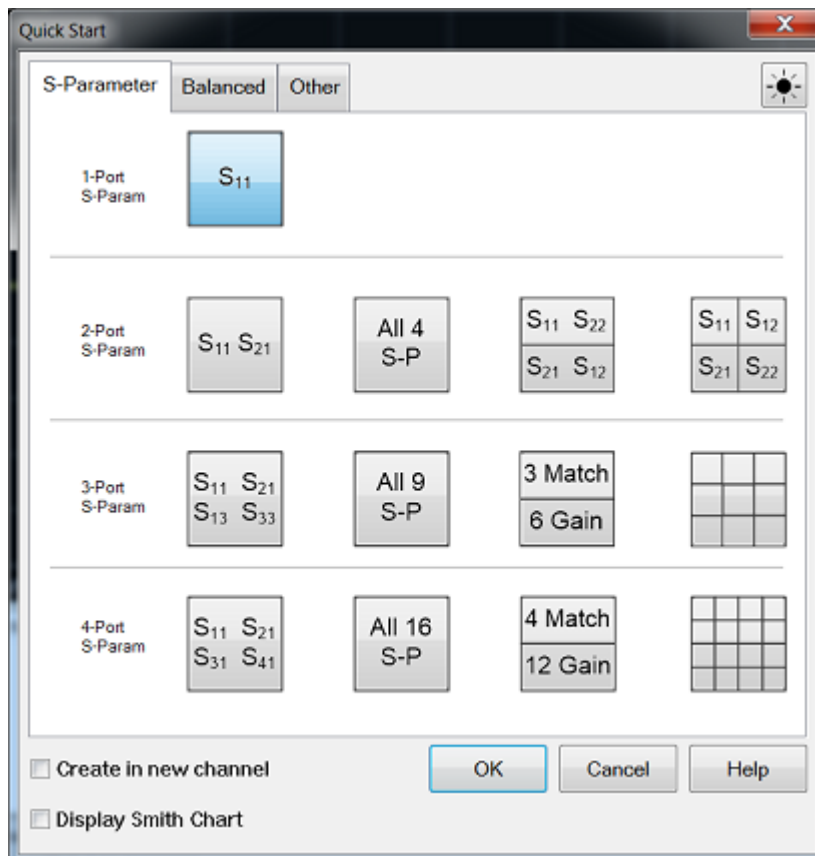 Quick Start
S-Parameter Balanced Other
1-Port
S-Param
S₁₁
2-Port
S-Param
S₁₁ S₂₁
All 4
S-P
S₁₁ S₂₂
S₂₁ S₁₂
S₁₁ S₁₂
S₂₁ S₂₂
3-Port
S-Param
S₁₁ S₂₁
S₁₃ S₃₃
All 9
S-P
3 Match
6 Gain
4-Port
S-Param
S₁₁ S₂₁
S₃₁ S₄₁
All 16
S-P
4 Match
12 Gain
Create in new channel
OK Cancel Help
Display Smith Chart